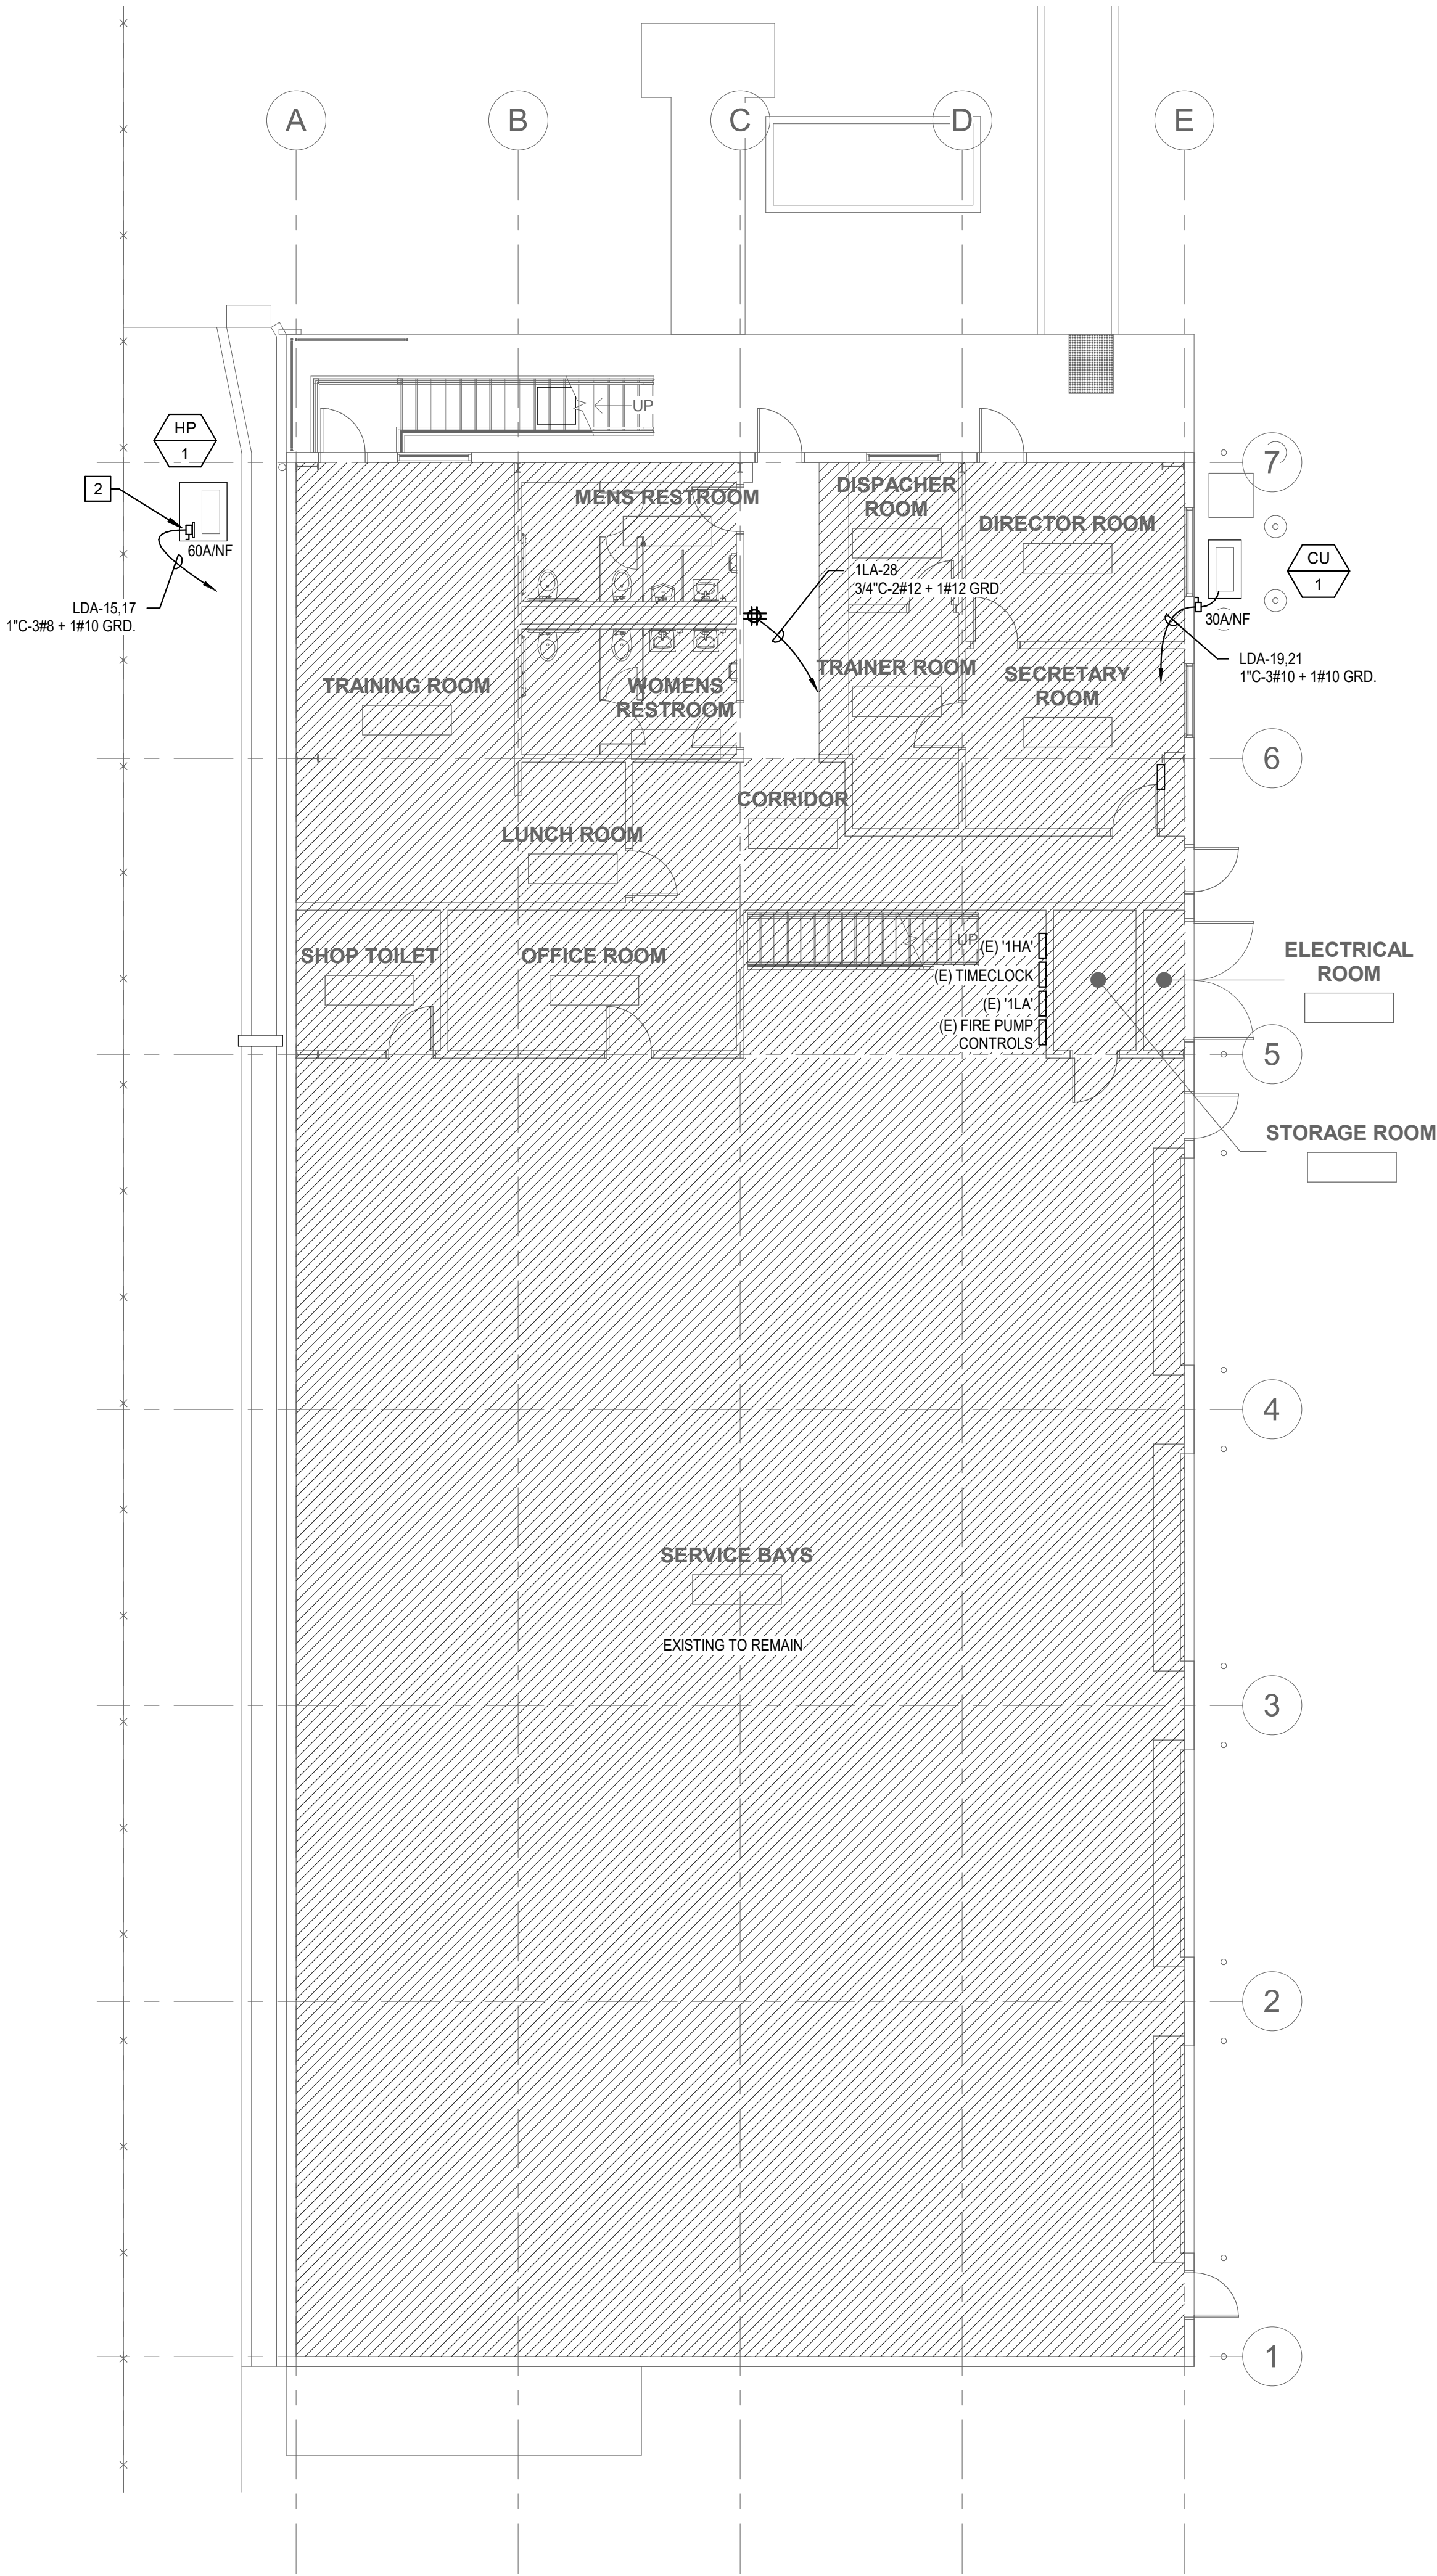 A
B
C
D
E
UP
HP
1
7
2
MENS RESTROOM
DISPACHER
ROOM
DIRECTOR ROOM
60A/NF
1LA-28
3/4"C-2#12 + 1#12 GRD
CU
1
LDA-15,17
1"C-3#8 + 1#10 GRD.
30A/NF
LDA-19,21
1"C-3#10 + 1#10 GRD.
TRAINING ROOM
WOMENS
RESTROOM
TRAINER ROOM
SECRETARY
ROOM
6
CORRIDOR
LUNCH ROOM
SHOP TOILET
OFFICE ROOM
UP
(E) '1HA'
(E) TIMECLOCK
(E) '1LA'
(E) FIRE PUMP
CONTROLS
ELECTRICAL
ROOM
5
STORAGE ROOM
4
SERVICE BAYS
EXISTING TO REMAIN
3
2
1